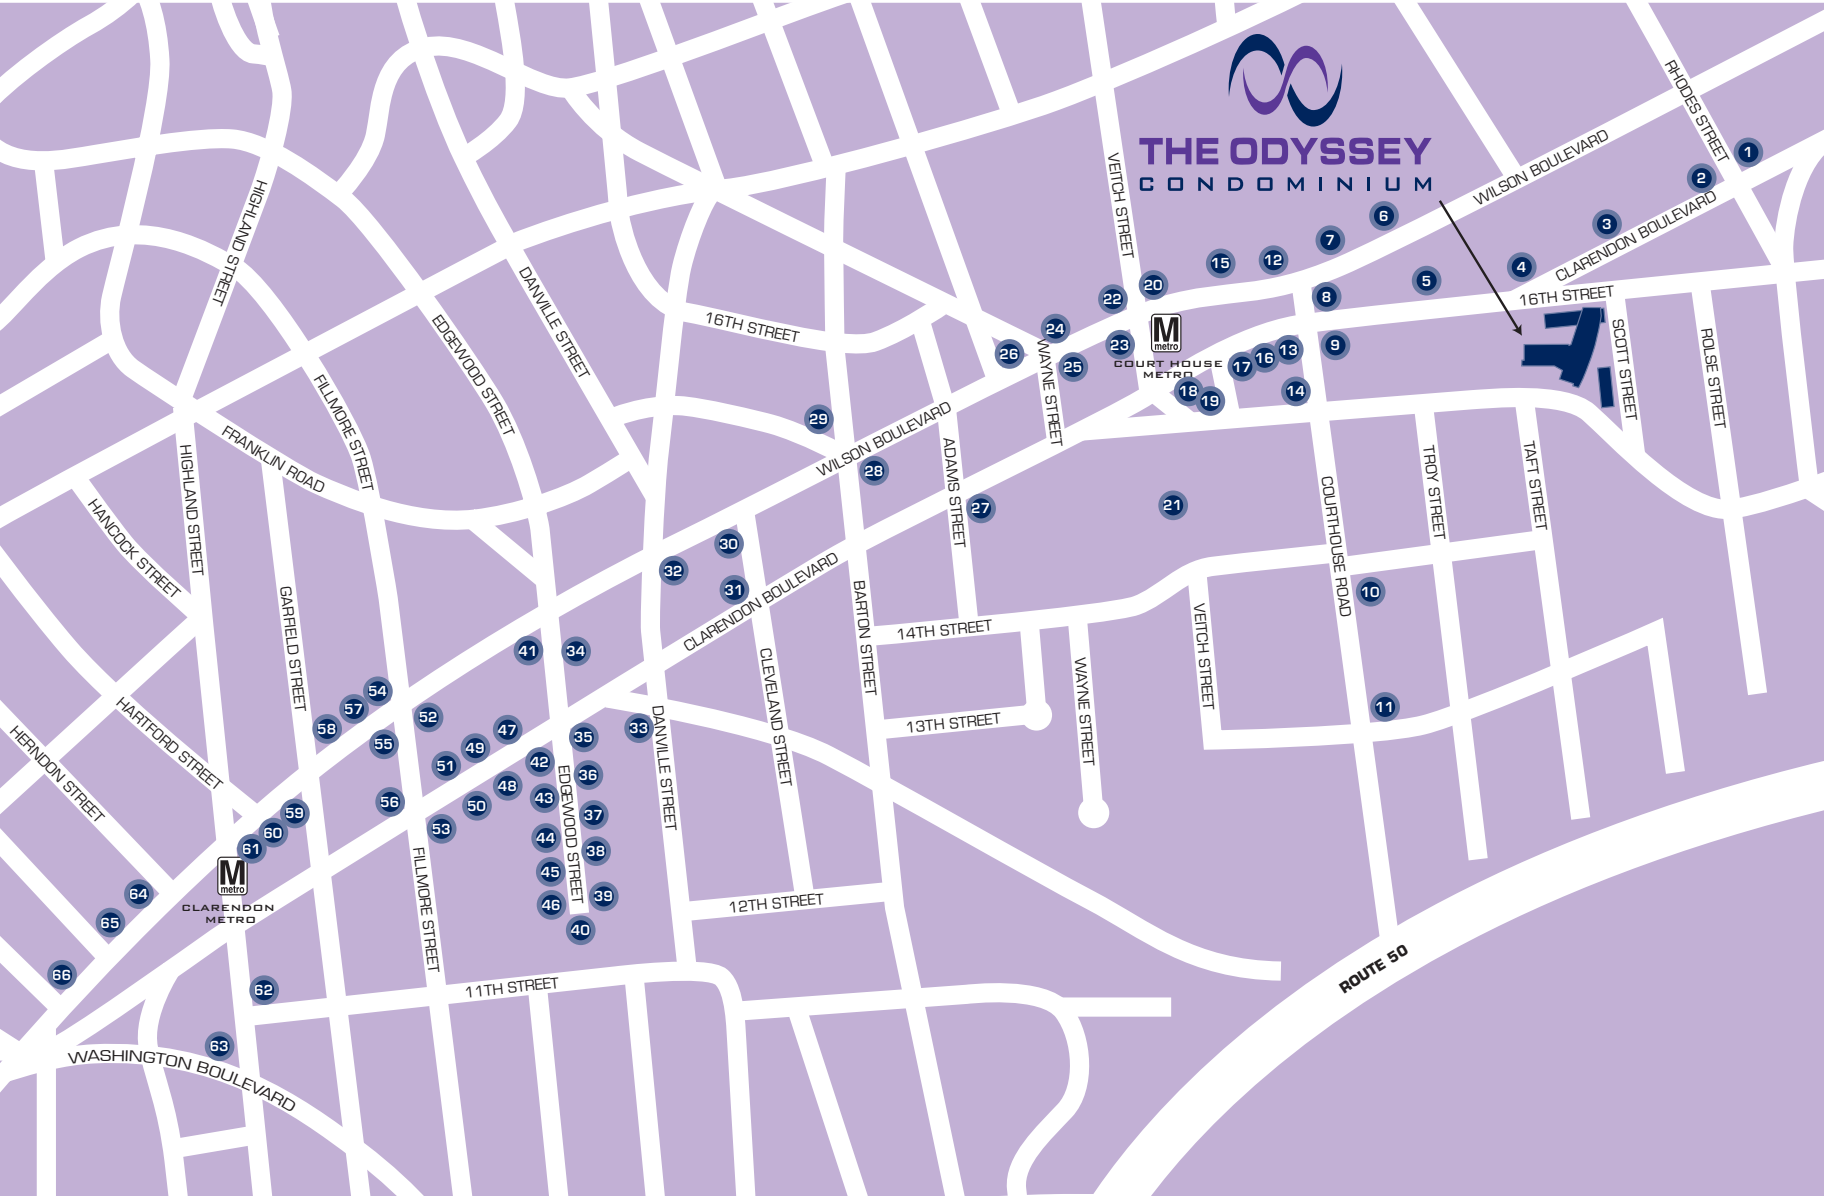 THE ODYSSEY
CONDOMINIUM
RHODES STREET
WILSON BOULEVARD
VEITCH STREET
HIGHLAND STREET
CLARENDON BOULEVARD
16TH STREET
DANVILLE STREET
EDGEWOOD STREET
16TH STREET
SCOTT STREET
ROLSE STREET
M
metro
COURT HOUSE
METRO
WAYNE STREET
FILLMORE STREET
FRANKLIN ROAD
WILSON BOULEVARD
ADAMS STREET
HIGHLAND STREET
HANCOCK STREET
TROY STREET
TAFT STREET
COURTHOUSE ROAD
CLARENDON BOULEVARD
BARTON STREET
GARFIELD STREET
14TH STREET
VEITCH STREET
CLEVELAND STREET
WAYNE STREET
13TH STREET
HARTFORD STREET
HERNDON STREET
DANVILLE STREET
EDGEWOOD STREET
FILLMORE STREET
M
metro
CLARENDON
METRO
12TH STREET
11TH STREET
ROUTE 50
WASHINGTON BOULEVARD
1
2
3
4
5
6
7
8
9
10
11
12
13
14
15
16
17
18
19
20
21
22
23
24
25
26
27
28
29
30
31
32
33
34
35
36
37
38
39
40
41
42
43
44
45
46
47
48
49
50
51
52
53
54
55
56
57
58
59
60
61
62
63
64
65
66